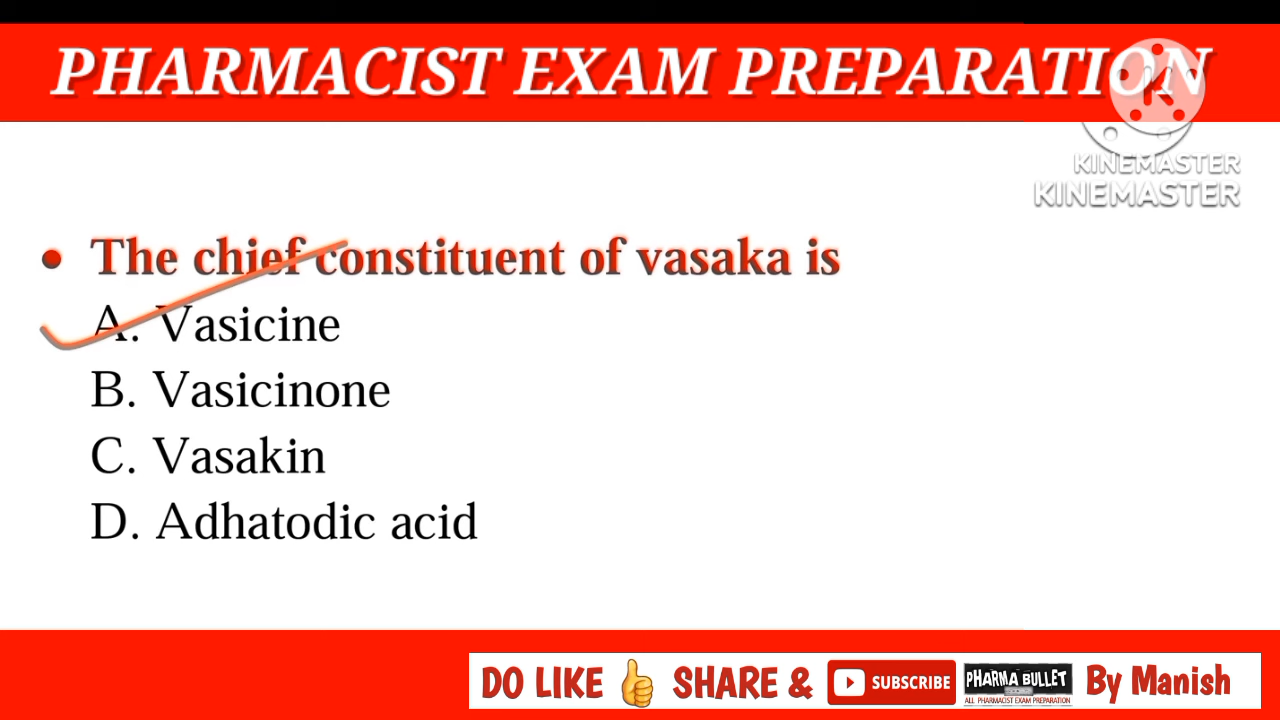 PHARMACIST EXAM PREPARATION
KINEMASTER
KINEMASTER
• The chief constituent of vasaka is
A. Vasicine
B. Vasicinone
C. Vasakin
D. Adhatodic acid
DO LIKE SHARE & SUBSCRIBE PHARMA BULLET By Manish
ALL PHARMACIST EXAM PREPARATION